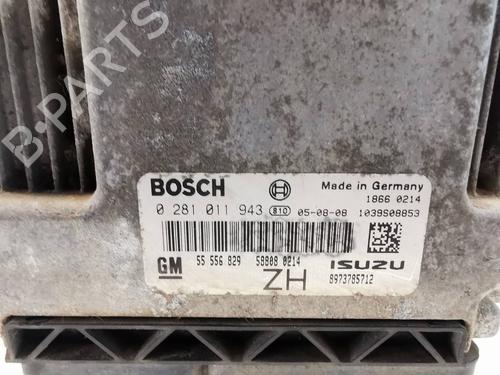 B·PARTS
BOSCH Made in Germany
1866 0214
0 281 011 943 810 05-08-08 1039S08853
GM 55 556 829 58808 0214 ISUZU
ZH 8973785712